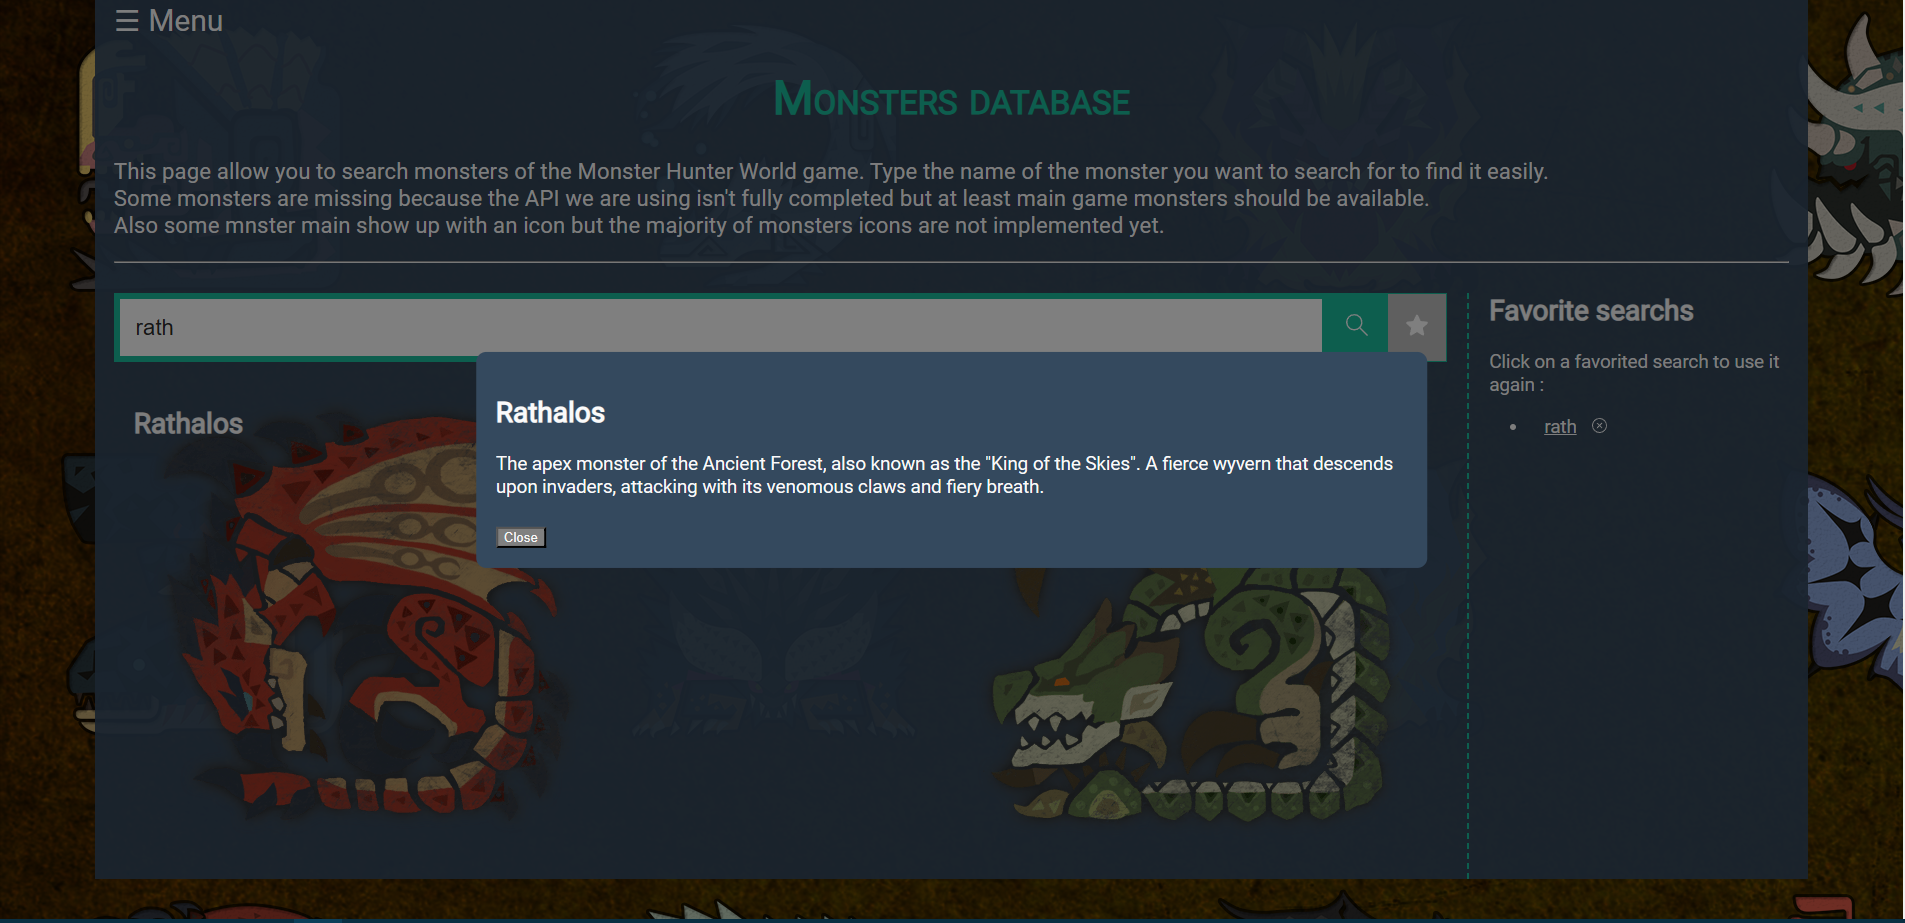 ☰ Menu
Monsters database
This page allow you to search monsters of the Monster Hunter World game. Type the name of the monster you want to search for to find it easily.
Some monsters are missing because the API we are using isn't fully completed but at least main game monsters should be available.
Also some mnster main show up with an icon but the majority of monsters icons are not implemented yet.
rath
Rathalos
Rathalos
The apex monster of the Ancient Forest, also known as the "King of the Skies". A fierce wyvern that descends
upon invaders, attacking with its venomous claws and fiery breath.
Close
Favorite searchs
Click on a favorited search to use it
again :
• rath